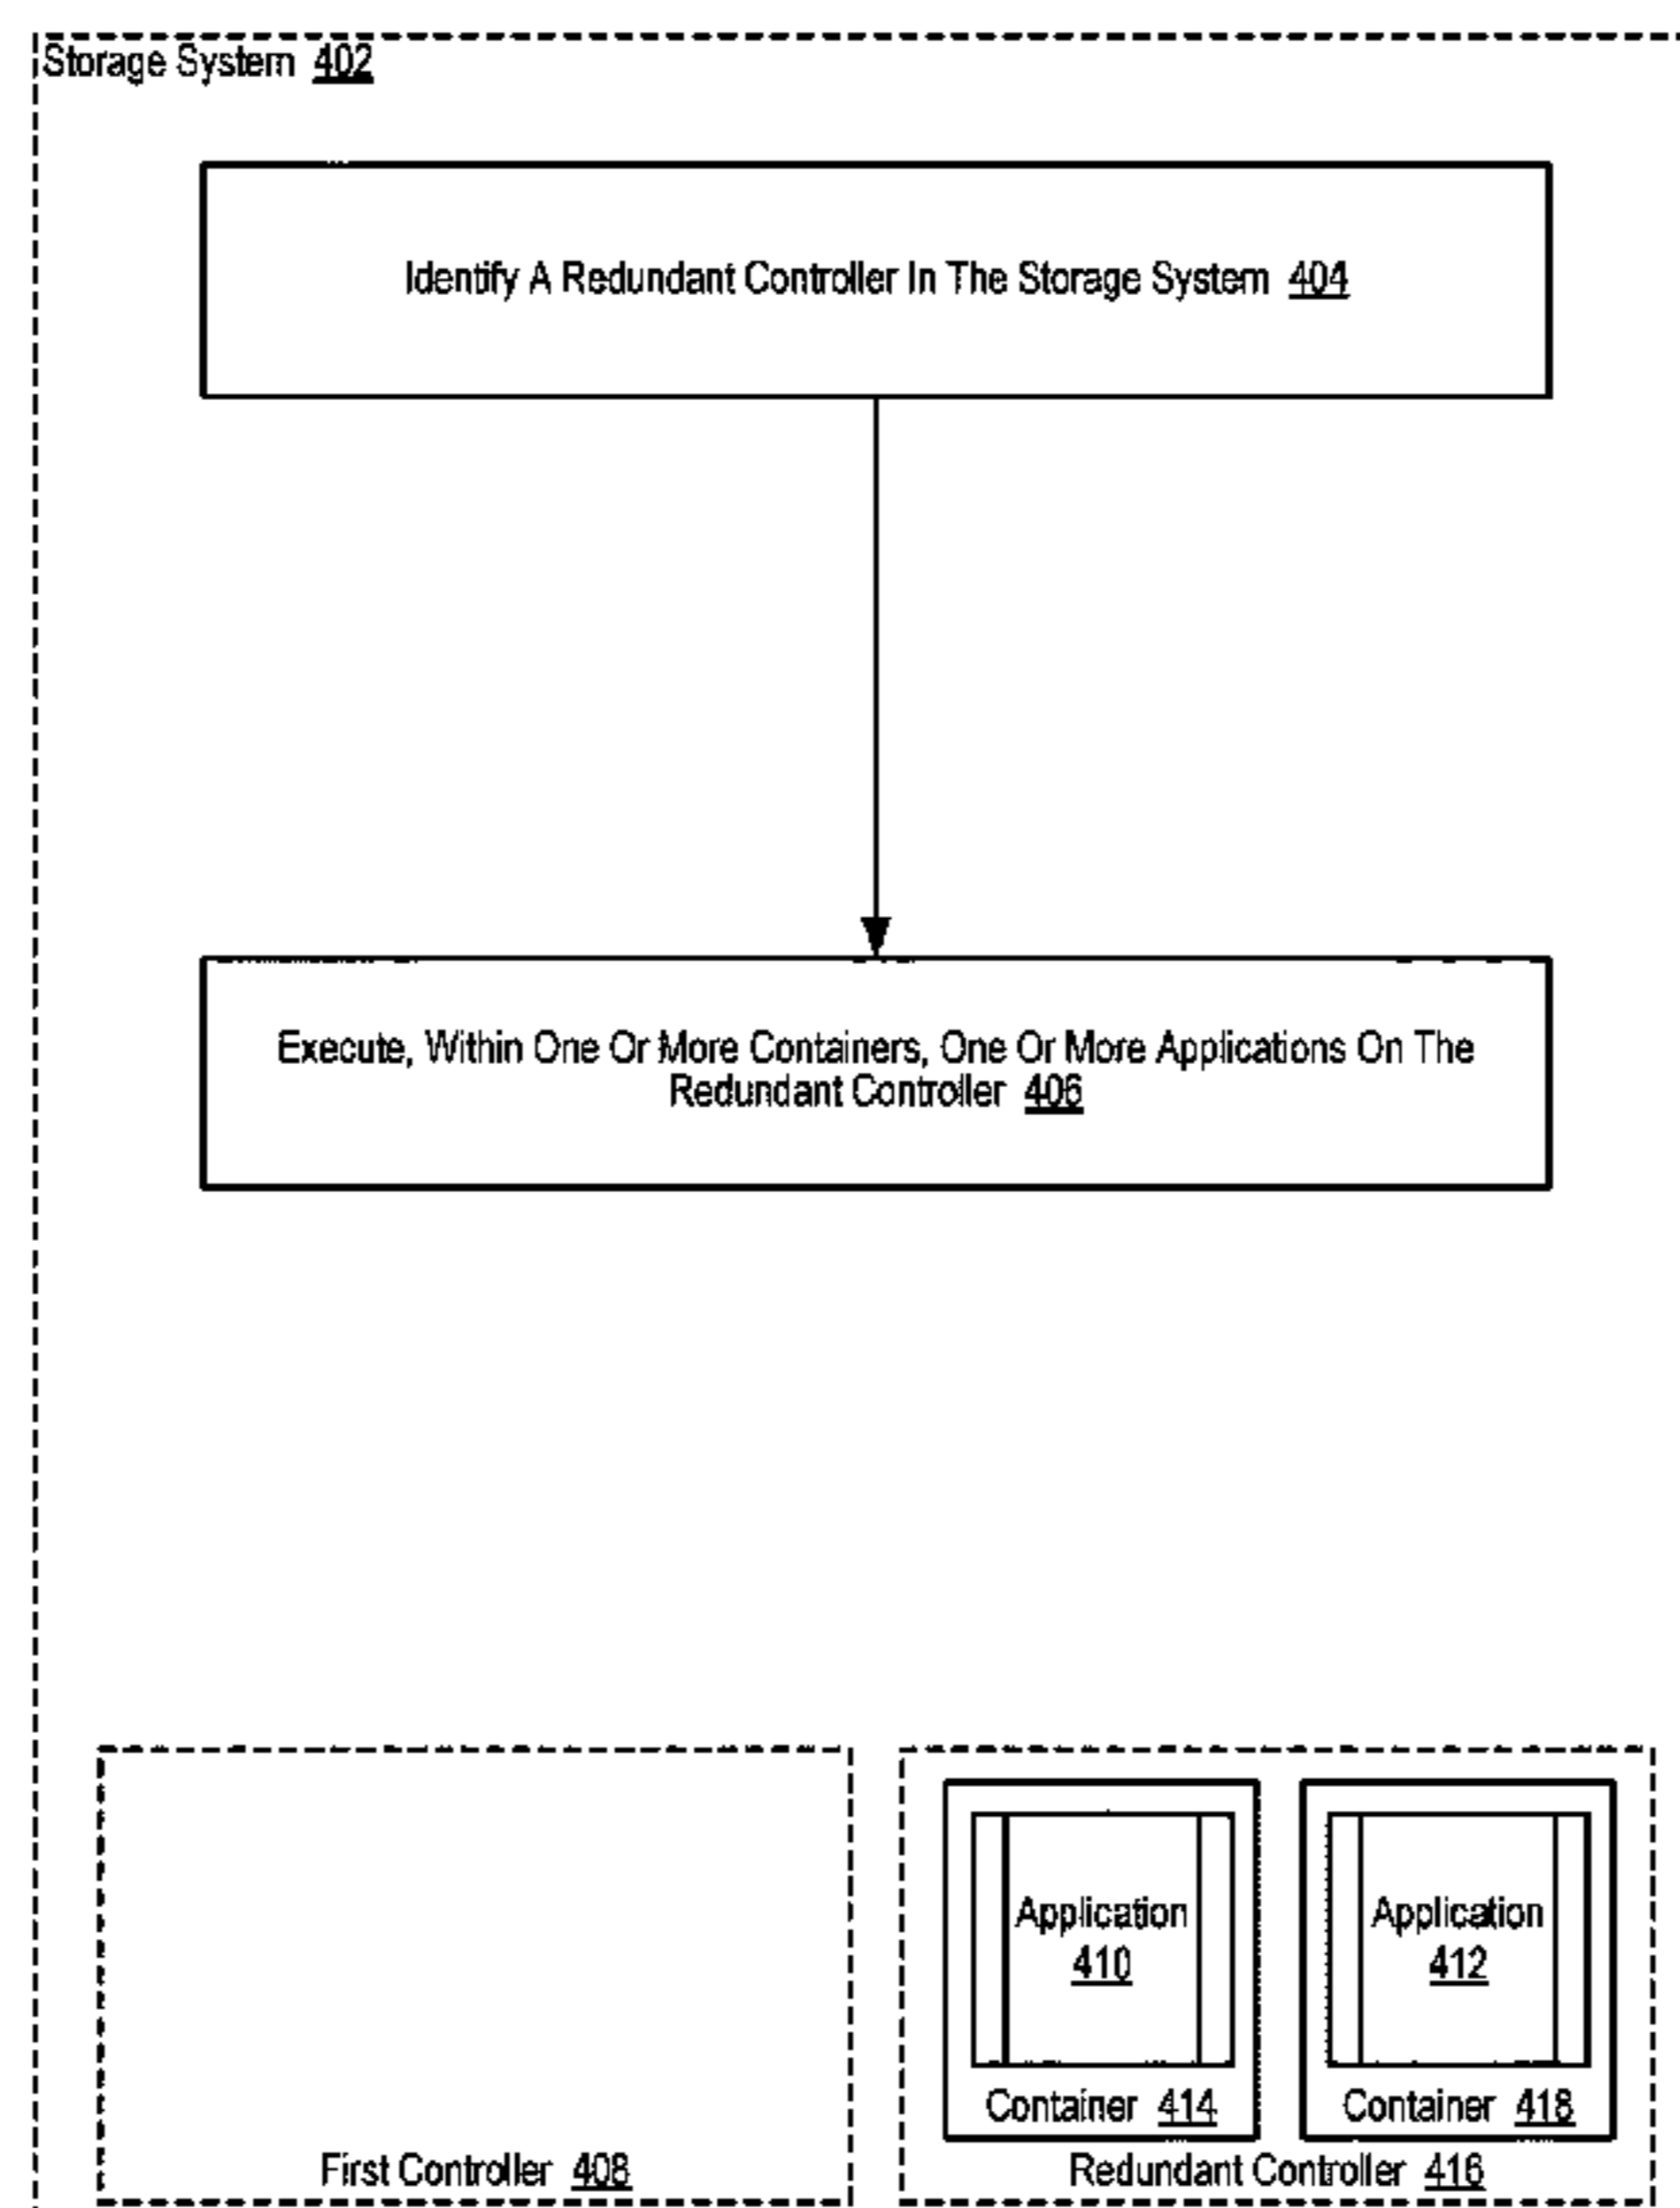 Storage System 402
Identify A Redundant Controller In The Storage System 404
Execute, Within One Or More Containers, One Or More Applications On The
Redundant Controller 406
Application
410
Container 414
Application
412
Container 418
First Controller 408
Redundant Controller 416